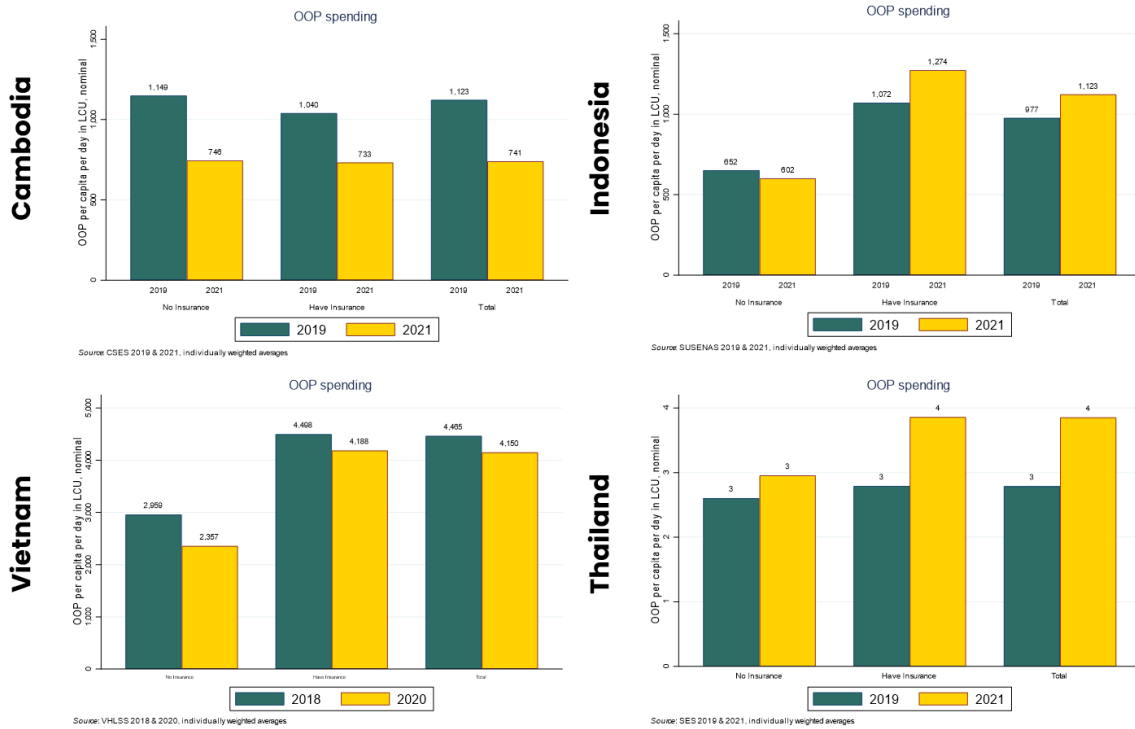 Cambodia
OOP spending
OOP per capita per day in LCU, nominal
1,500
1,000
500
0
1,149
746
1,040
733
1,123
741
2019 2021 2019 2021 2019 2021
No Insurance Have Insurance Total
2019 2021
Source: CSES 2019 & 2021, individually weighted averages
Indonesia
OOP spending
OOP per capita per day in LCU, nominal
1,500
1,000
500
0
652
602
1,072
1,274
977
1,123
2019 2021 2019 2021 2019 2021
No Insurance Have Insurance Total
2019 2021
Source: SUSENAS 2019 & 2021, individually weighted averages
Vietnam
OOP spending
OOP per capita per day in LCU, nominal
5,000
4,000
3,000
2,000
1,000
0
2,959
2,357
4,498
4,188
4,465
4,150
No Insurance Have Insurance Total
2018 2020
Source: VHLSS 2018 & 2020, individually weighted averages
Thailand
OOP spending
OOP per capita per day in LCU, nominal
4
3
2
1
0
3
3
3
4
3
4
No Insurance Have Insurance Total
2019 2021
Source: SES 2019 & 2021, individually weighted averages